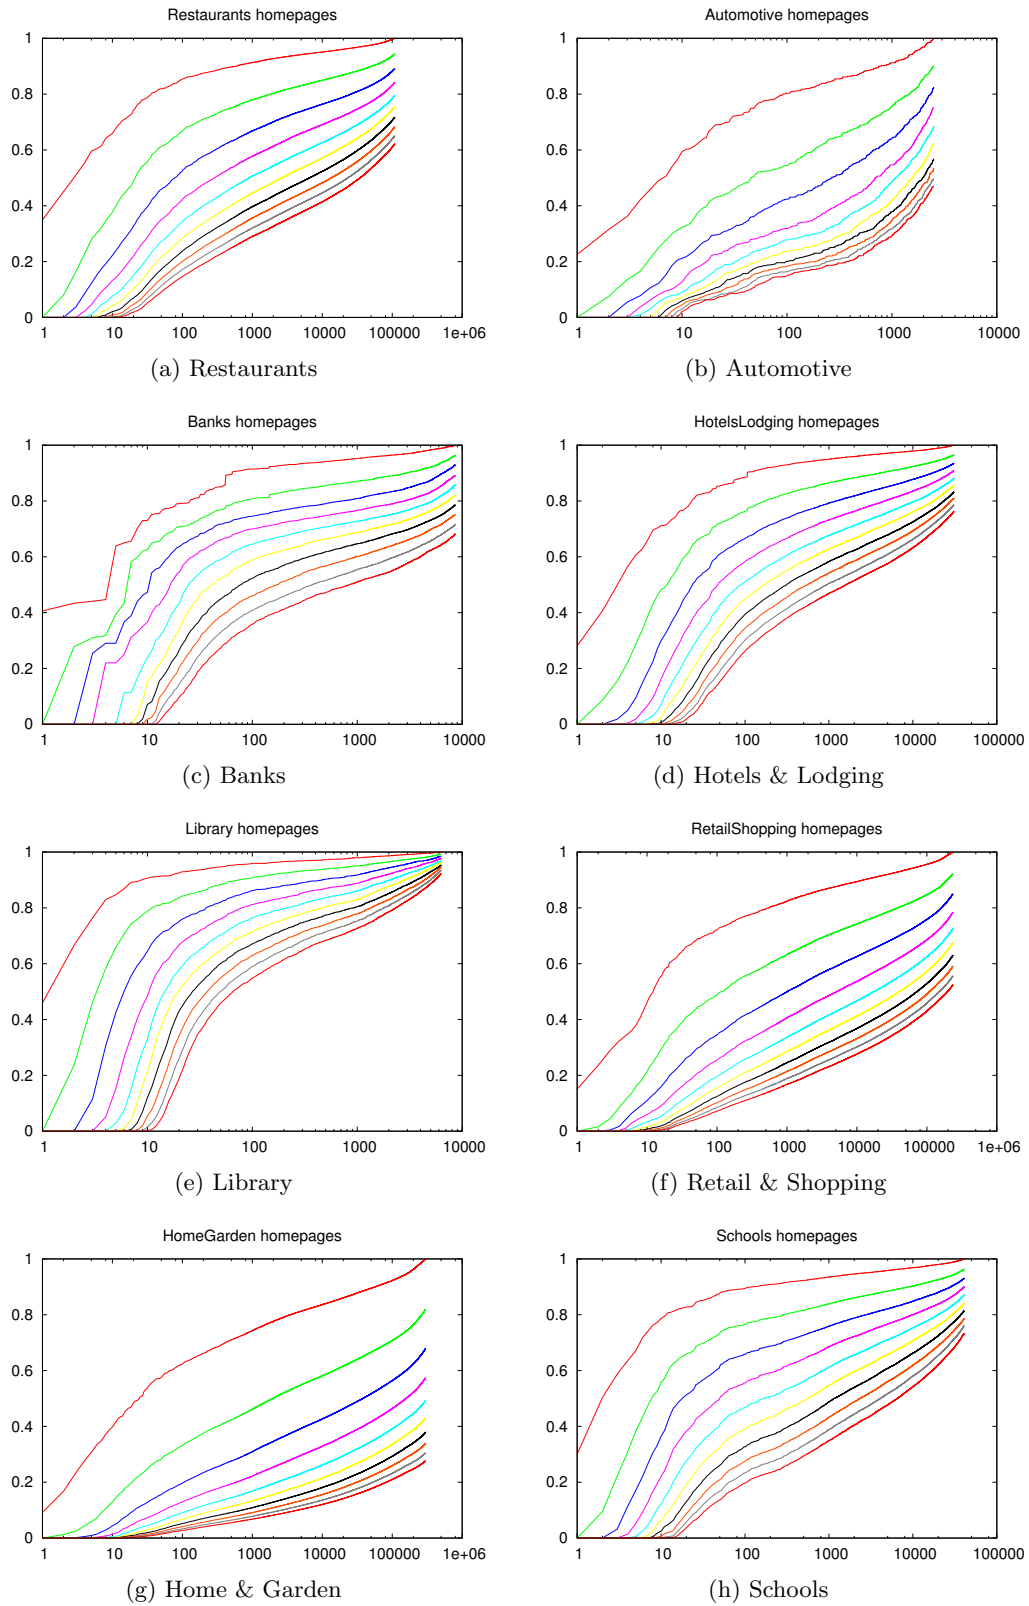 Restaurants homepages
1
0.8
0.6
0.4
0.2
0
1 10 100 1000 10000 100000 1e+06
(a) Restaurants
Automotive homepages
1
0.8
0.6
0.4
0.2
0
1 10 100 1000 10000
(b) Automotive
Banks homepages
1
0.8
0.6
0.4
0.2
0
1 10 100 1000 10000
(c) Banks
HotelsLodging homepages
1
0.8
0.6
0.4
0.2
0
1 10 100 1000 10000 100000
(d) Hotels & Lodging
Library homepages
1
0.8
0.6
0.4
0.2
0
1 10 100 1000 10000
(e) Library
RetailShopping homepages
1
0.8
0.6
0.4
0.2
0
1 10 100 1000 10000 100000 1e+06
(f) Retail & Shopping
HomeGarden homepages
1
0.8
0.6
0.4
0.2
0
1 10 100 1000 10000 100000 1e+06
(g) Home & Garden
Schools homepages
1
0.8
0.6
0.4
0.2
0
1 10 100 1000 10000 100000
(h) Schools